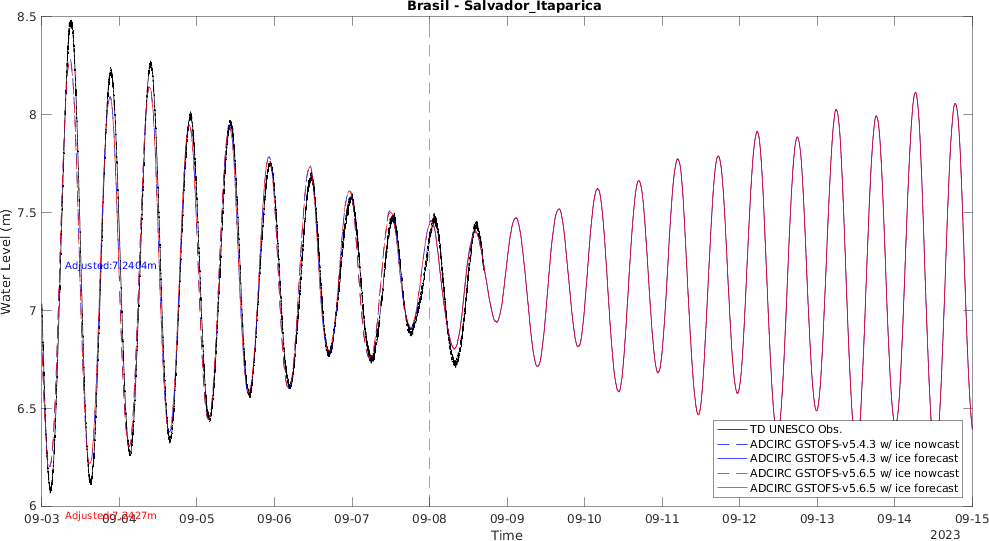 Brasil - Salvador_Itaparica
8.5
8
7.5
7
6.5
6
Water Level (m)
Adjusted:7.2404m
Adjusted:7.2427m
TD UNESCO Obs.
ADCIRC GSTOFS-v5.4.3 w/ ice nowcast
ADCIRC GSTOFS-v5.4.3 w/ ice forecast
ADCIRC GSTOFS-v5.6.5 w/ ice nowcast
ADCIRC GSTOFS-v5.6.5 w/ ice forecast
09-03 09-04 09-05 09-06 09-07 09-08 09-09 09-10 09-11 09-12 09-13 09-14 09-15
Time
2023